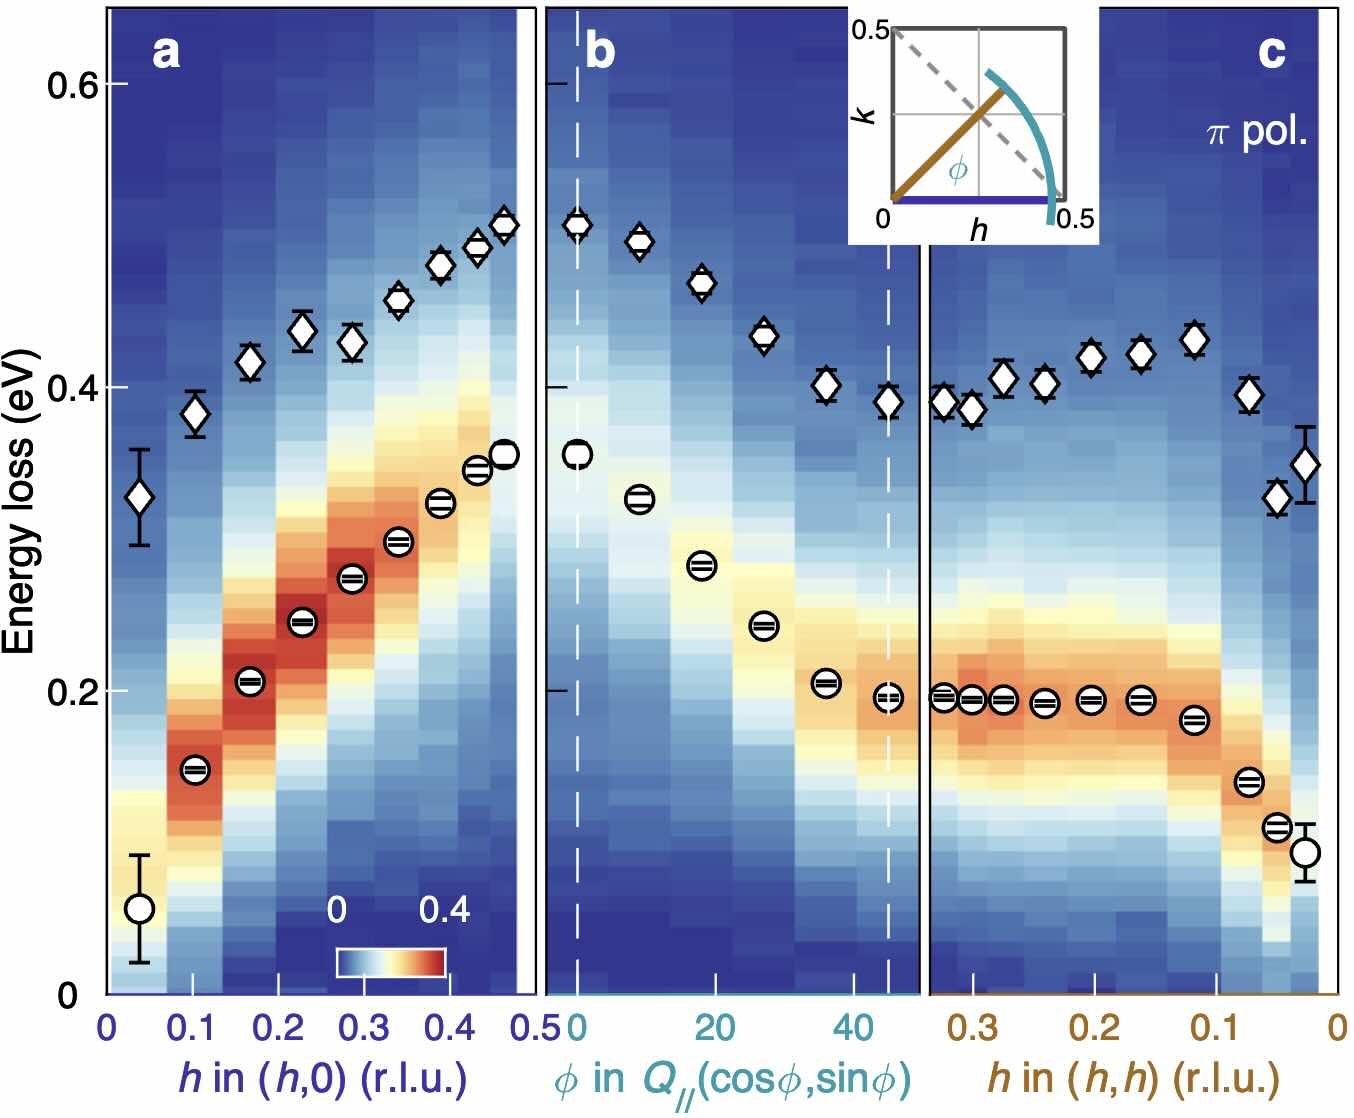 a
b
c
π pol.
0.6
0.4
0.2
0
Energy loss (eV)
0.5
k
ϕ
0
0.5
h
0 0.4
0 0.1 0.2 0.3 0.4 0.5
0 20 40
0.3 0.2 0.1 0
h in (h,0) (r.l.u.)
ϕ in Q//(cosϕ,sinϕ)
h in (h,h) (r.l.u.)